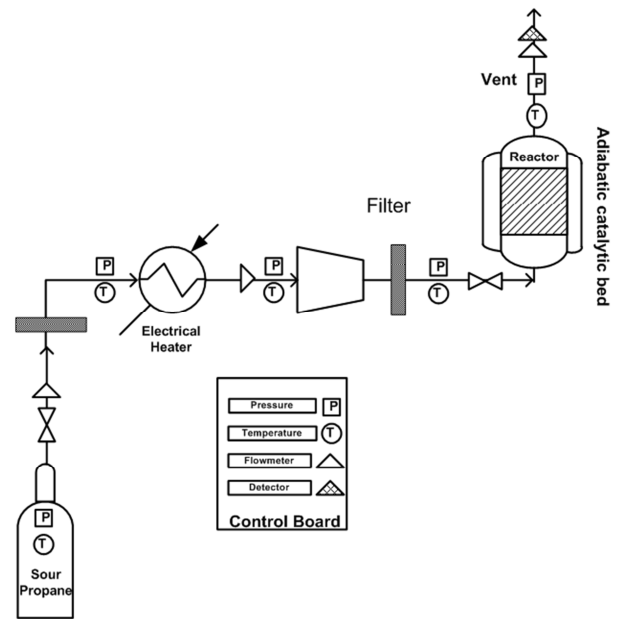 Vent
P
T
Reactor
Adiabatic catalytic bed
Filter
P
T
P
T
P
T
Electrical
Heater
P
T
Sour
Propane
Pressure P
Temperature T
Flowmeter
Detector
Control Board